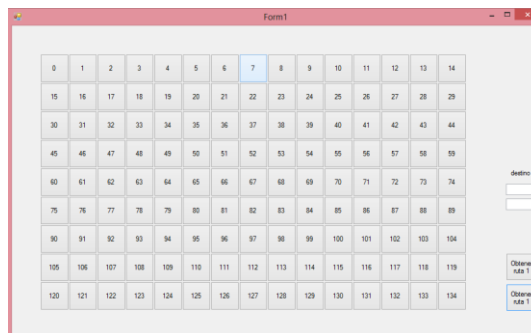 Form1
0 1 2 3 4 5 6 7 8 9 10 11 12 13 14
15 16 17 18 19 20 21 22 23 24 25 26 27 28 29
30 31 32 33 34 35 36 37 38 39 40 41 42 43 44
45 46 47 48 49 50 51 52 53 54 55 56 57 58 59
destino
60 61 62 63 64 65 66 67 68 69 70 71 72 73 74
75 76 77 78 79 80 81 82 83 84 85 86 87 88 89
90 91 92 93 94 95 96 97 98 99 100 101 102 103 104
105 106 107 108 109 110 111 112 113 114 115 116 117 118 119
Obtener
ruta 1
120 121 122 123 124 125 126 127 128 129 130 131 132 133 134
Obtener
ruta 1